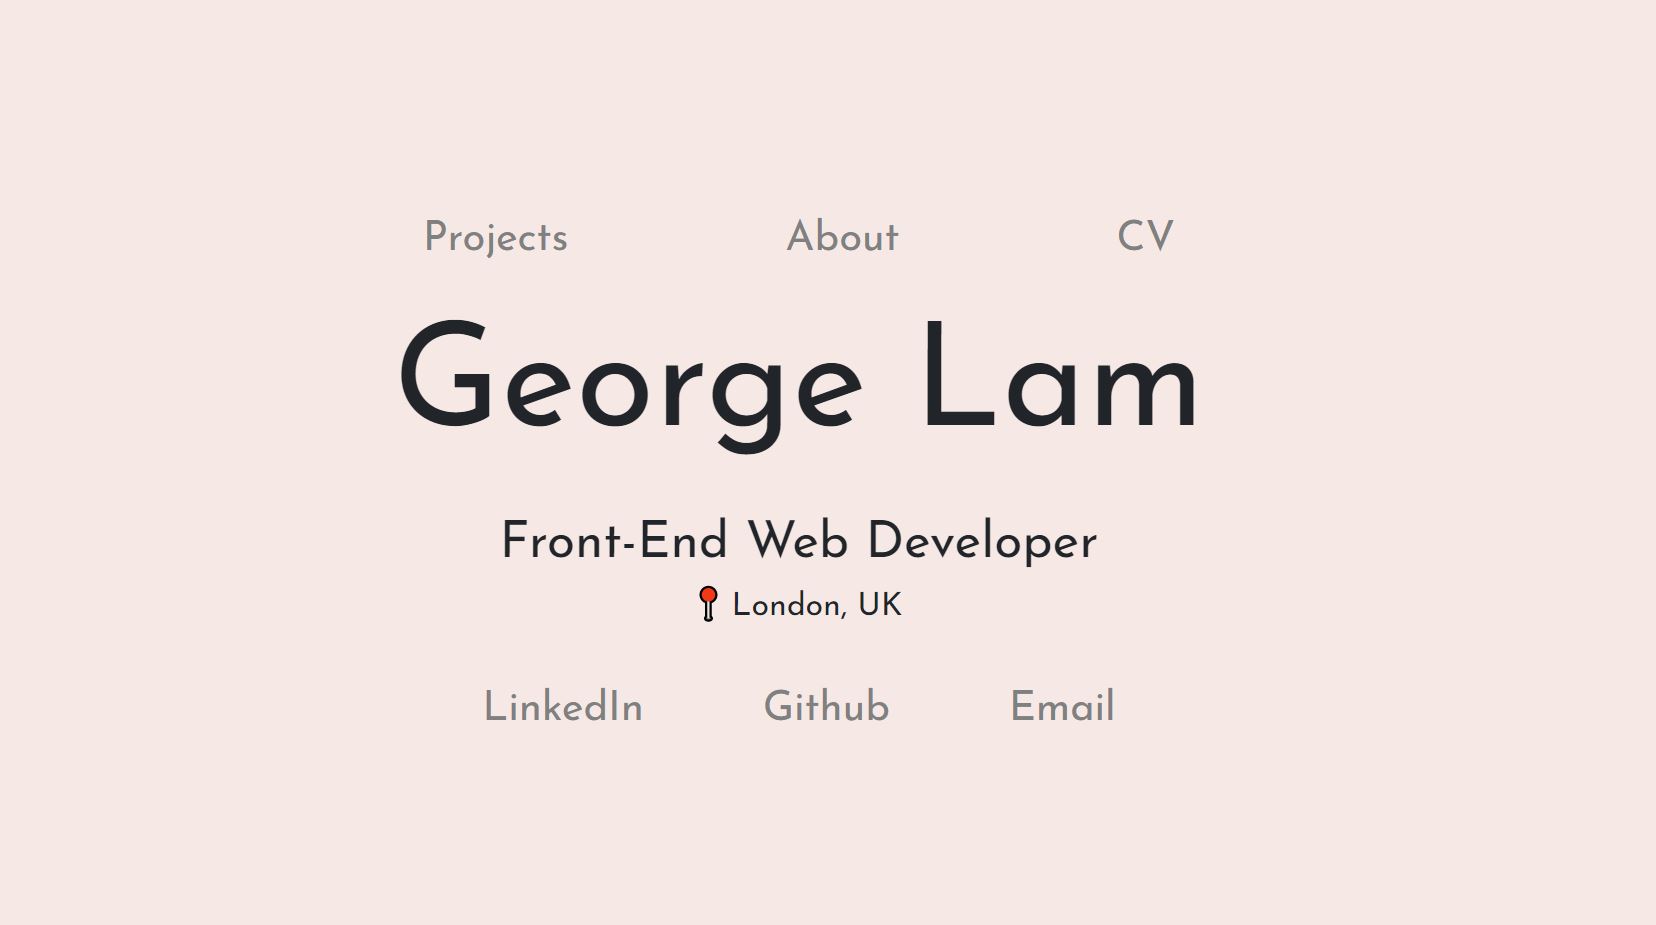 Projects About CV
George Lam
Front-End Web Developer
London, UK
LinkedIn Github Email